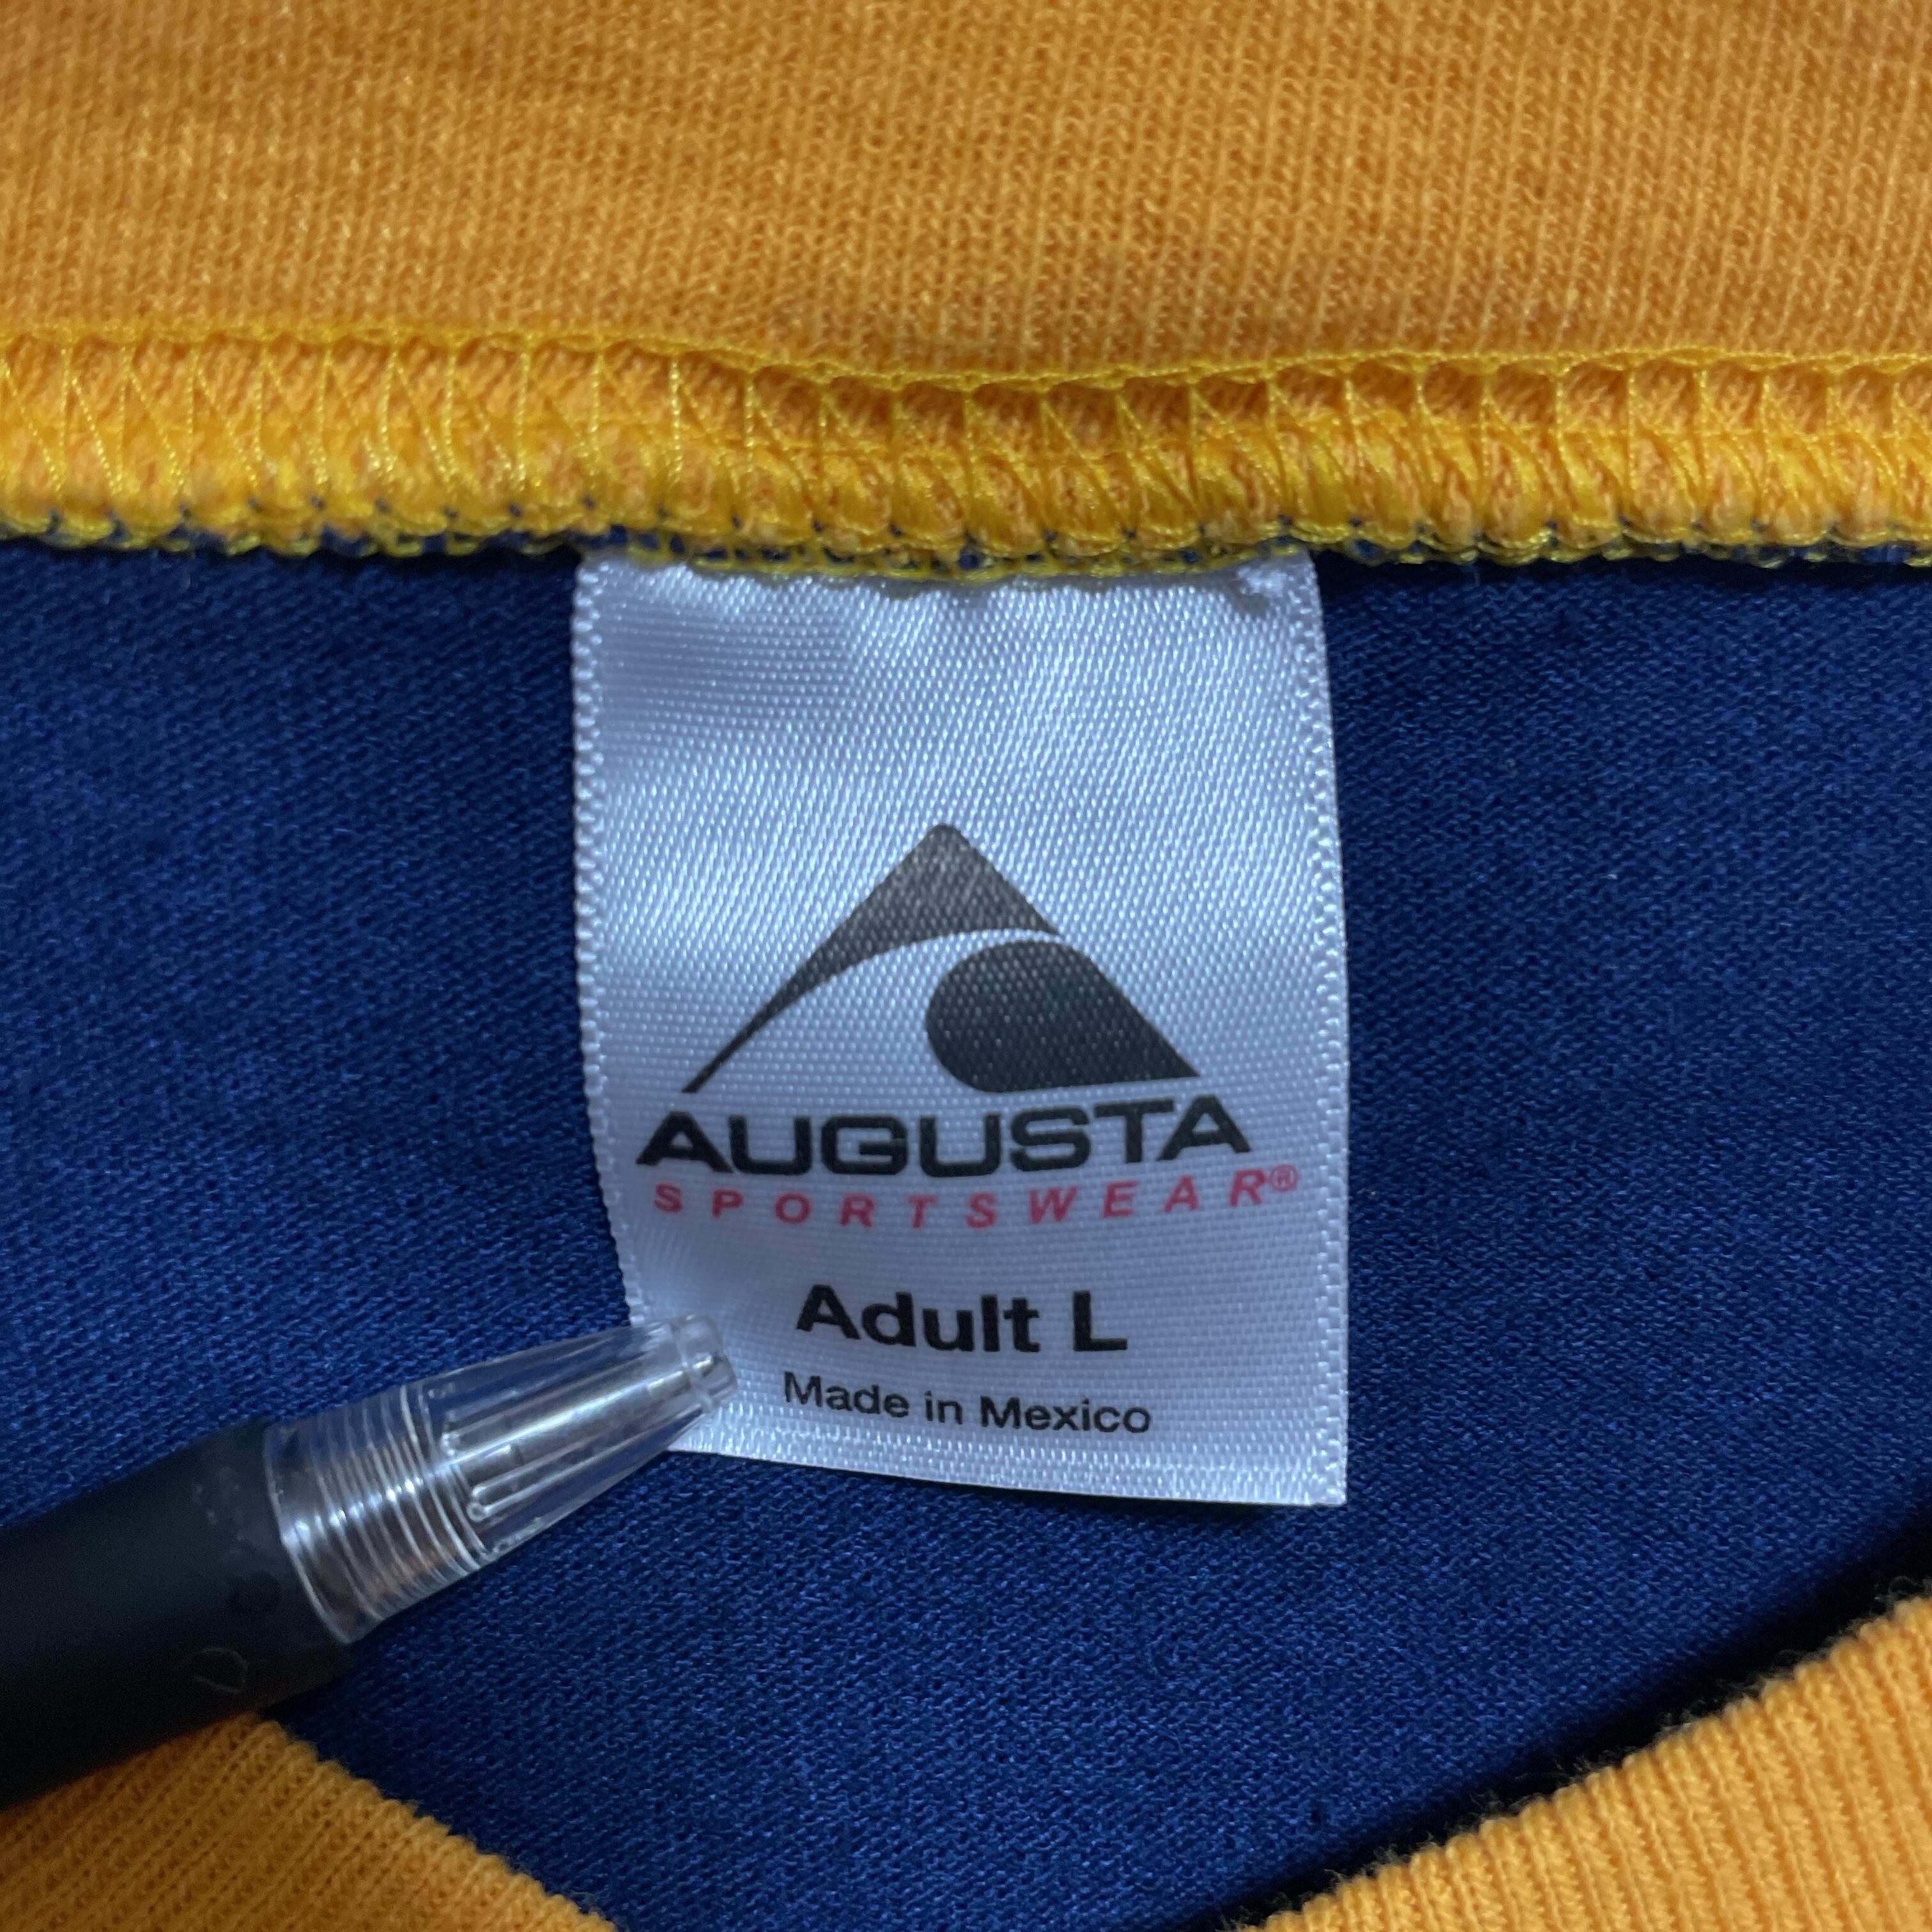 AUGUSTA
SPORTSWEAR®
Adult L
Made in Mexico